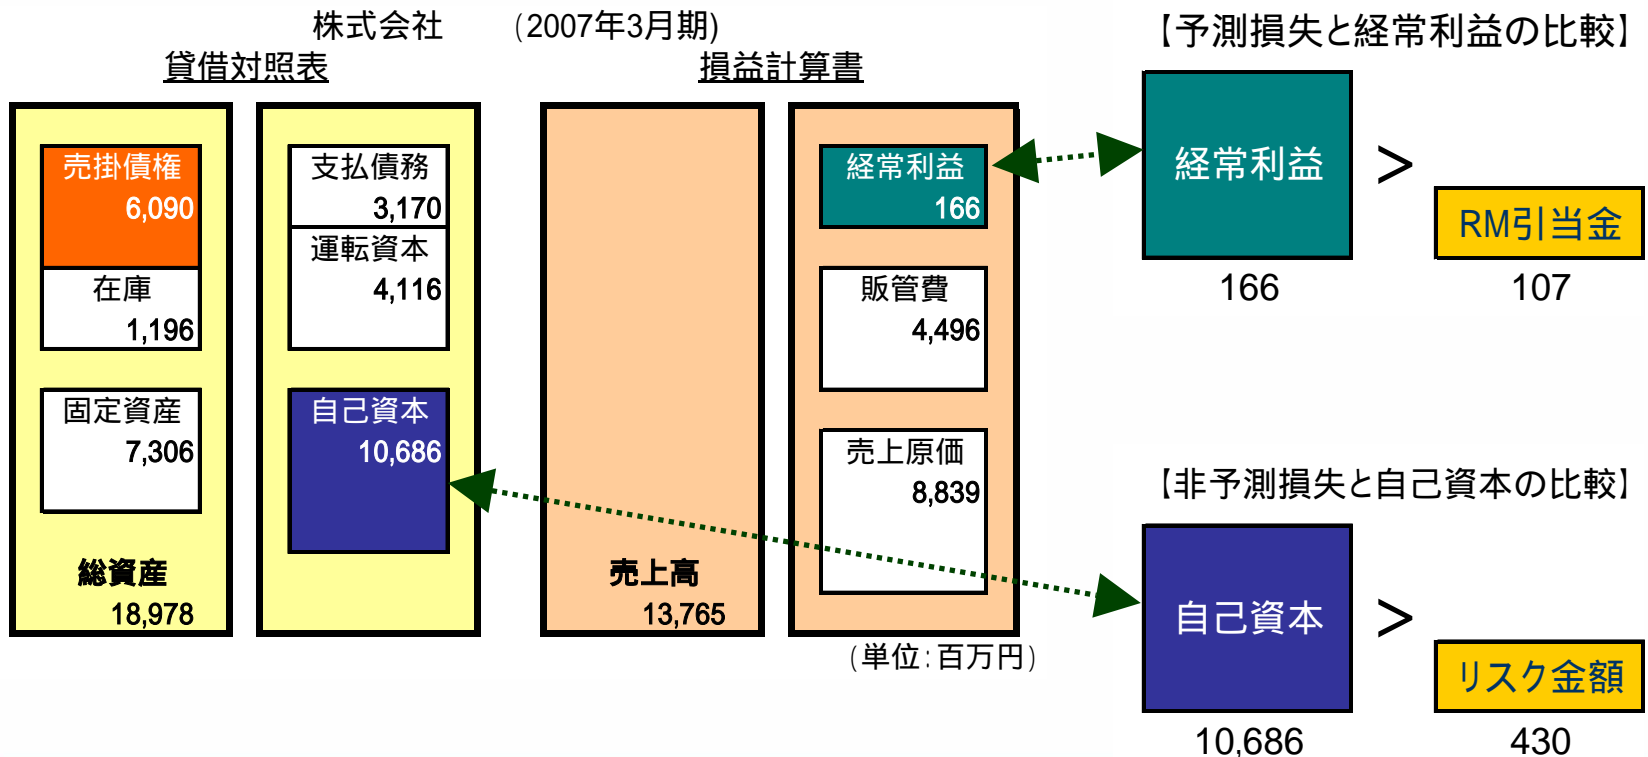 株式会社　　(2007年3月期)
貸借対照表
売掛債権
6,090
在庫
1,196
固定資産
7,306
総資産
18,978
支払債務
3,170
運転資本
4,116
自己資本
10,686
損益計算書
売上高
13,765
経常利益
166
販管費
4,496
売上原価
8,839
(単位:百万円)
【予測損失と経常利益の比較】
経常利益
>
RM引当金
166
107
【非予測損失と自己資本の比較】
自己資本
>
リスク金額
10,686
430